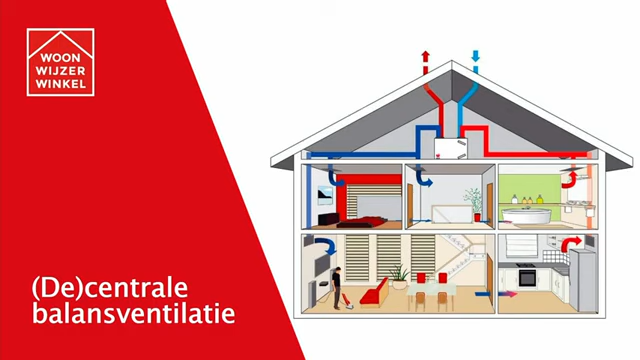 WOON
WIJZER
WINKEL
(De)centrale
balansventilatie